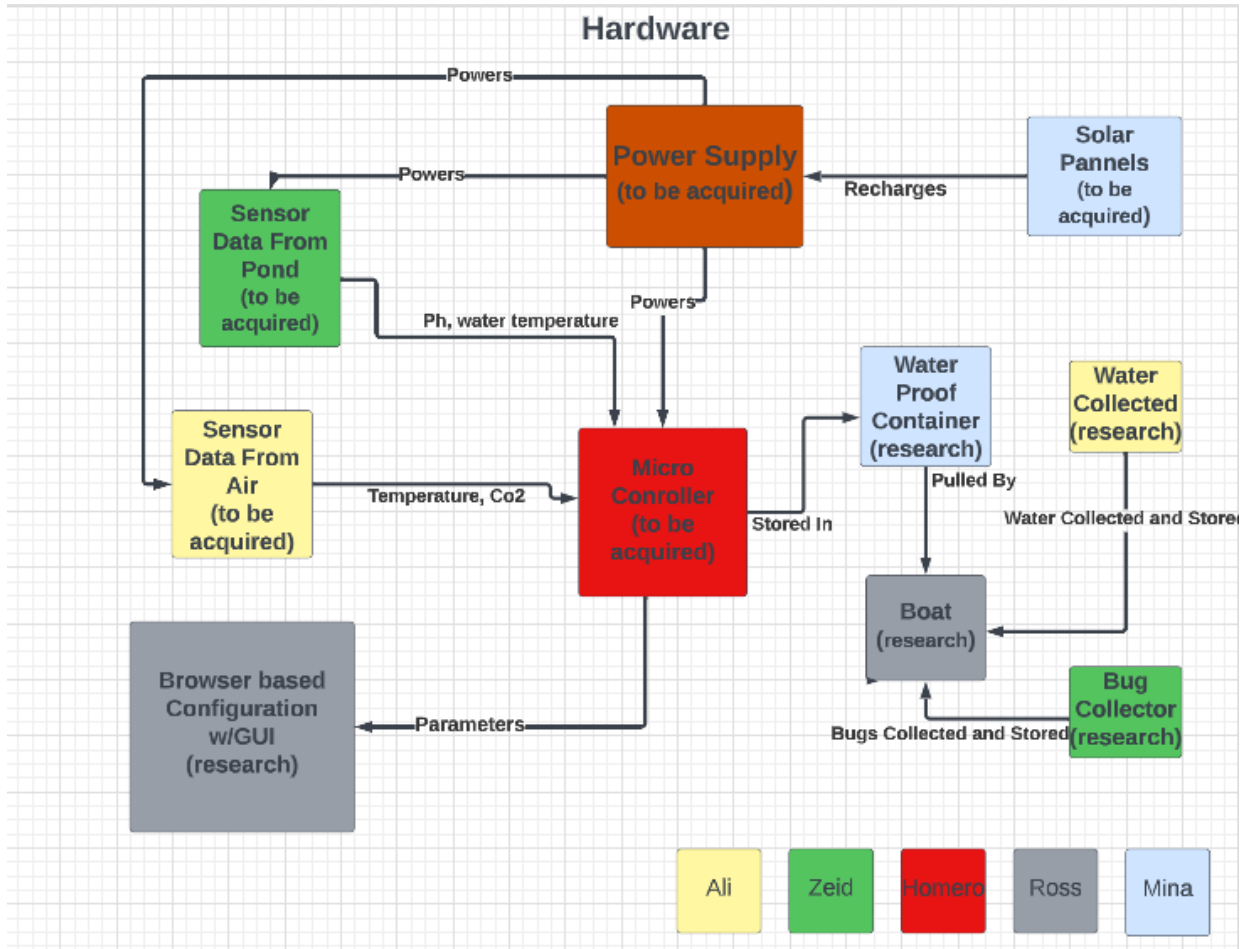 Hardware
Powers
Power Supply
(to be acquired)
Solar
Pannels
(to be
acquired)
Recharges
Powers
Sensor
Data From
Pond
(to be
acquired)
Powers
Ph, water temperature
Water
Proof
Container
(research)
Water
Collected
(research)
Sensor
Data From
Air
(to be
acquired)
Temperature, Co2
Micro
Conroller
(to be
acquired)
Stored In
Pulled By
Water Collected and Stored
Boat
(research)
Browser based
Configuration
w/GUI
(research)
Parameters
Bug
Collector
(research)
Bugs Collected and Stored
Ali
Zeid
Homero
Ross
Mina